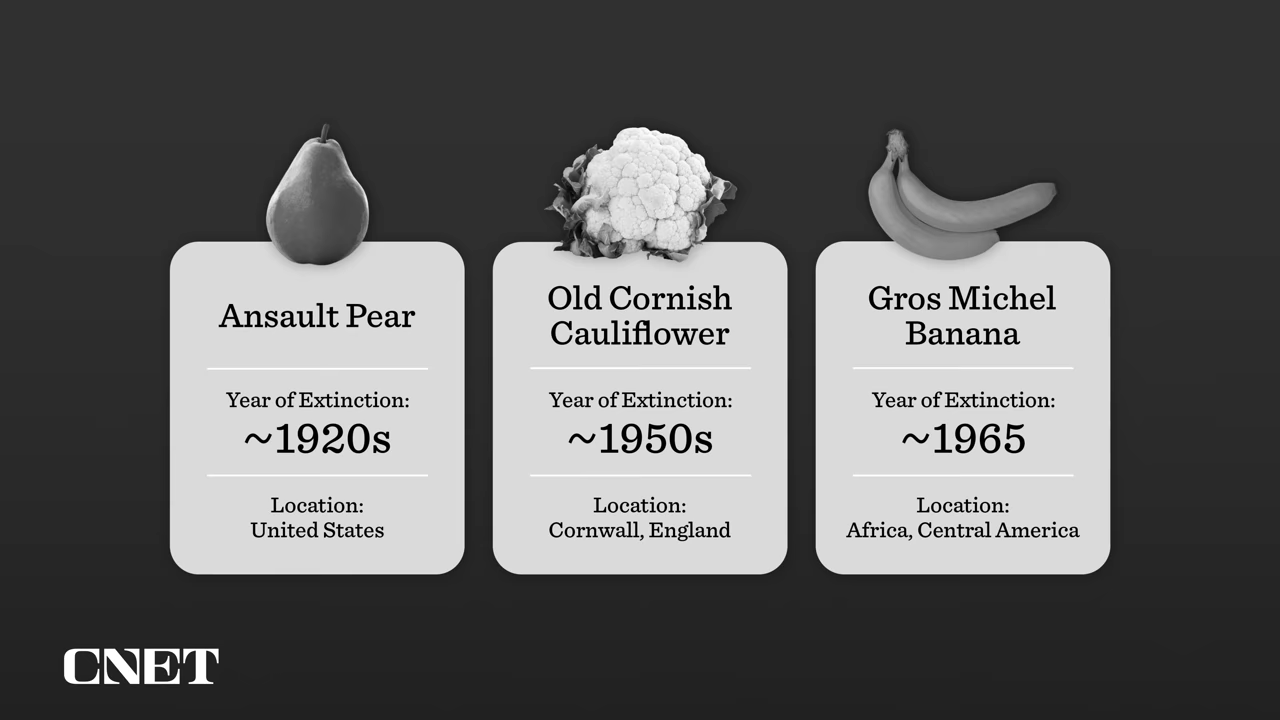 Ansault Pear
Year of Extinction:
~1920s
Location:
United States
Old Cornish
Cauliflower
Year of Extinction:
~1950s
Location:
Cornwall, England
Gros Michel
Banana
Year of Extinction:
~1965
Location:
Africa, Central America
CNET